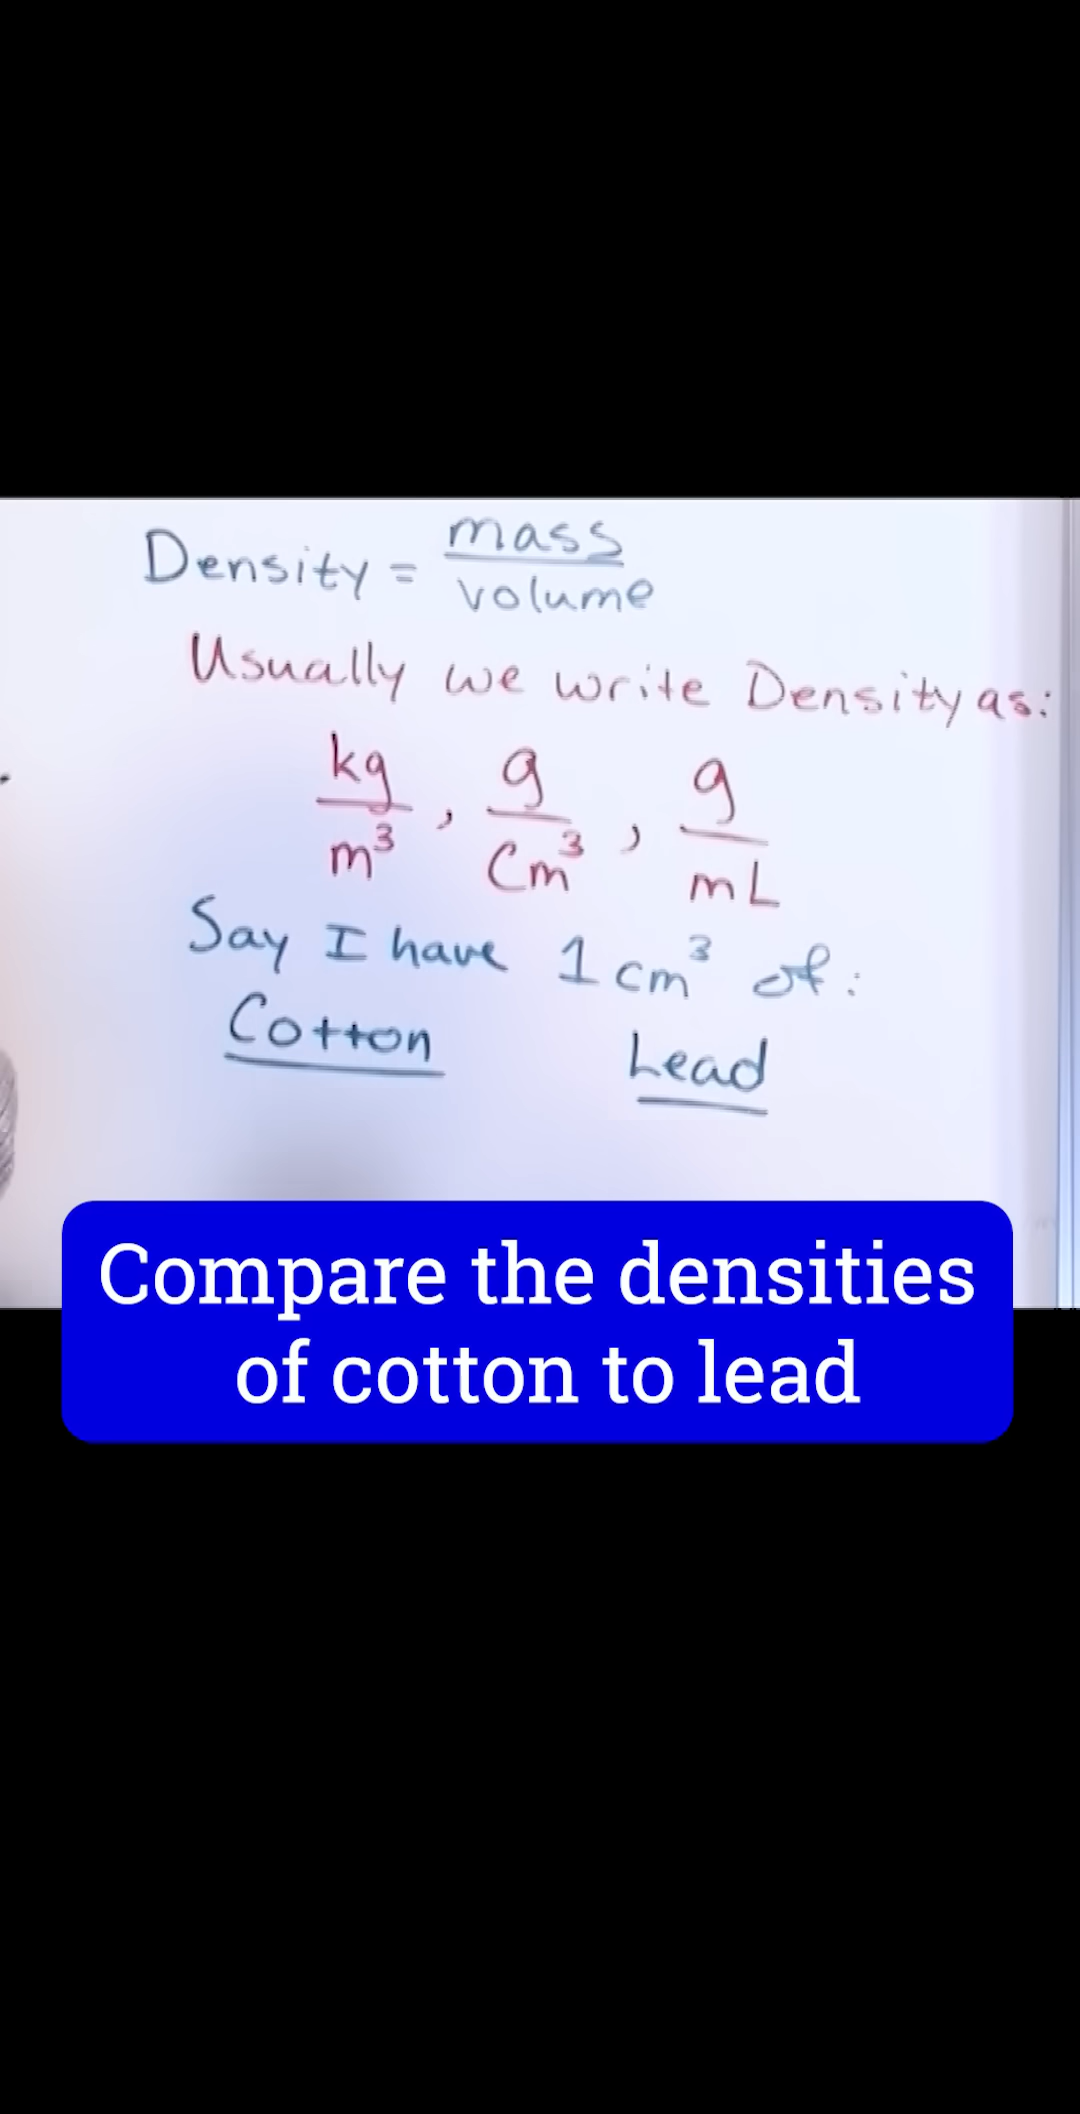 Density = mass/volume
Usually we write Density as:
kg/m³, g/cm³, g/mL
Say I have 1 cm³ of:
Cotton Lead
Compare the densities
of cotton to lead